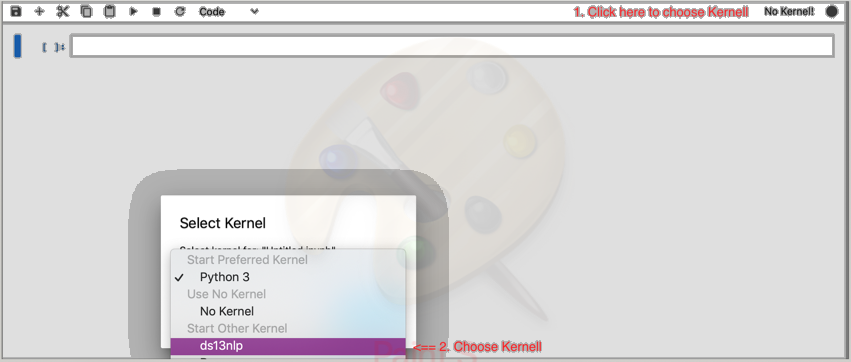 Code
1. Click here to choose Kernell
No Kernel!
[ ]:
Select Kernel
Select kernel for: "Untitled.ipynb"
Start Preferred Kernel
✓ Python 3
Use No Kernel
No Kernel
Start Other Kernel
ds13nlp
<== 2. Choose Kernell